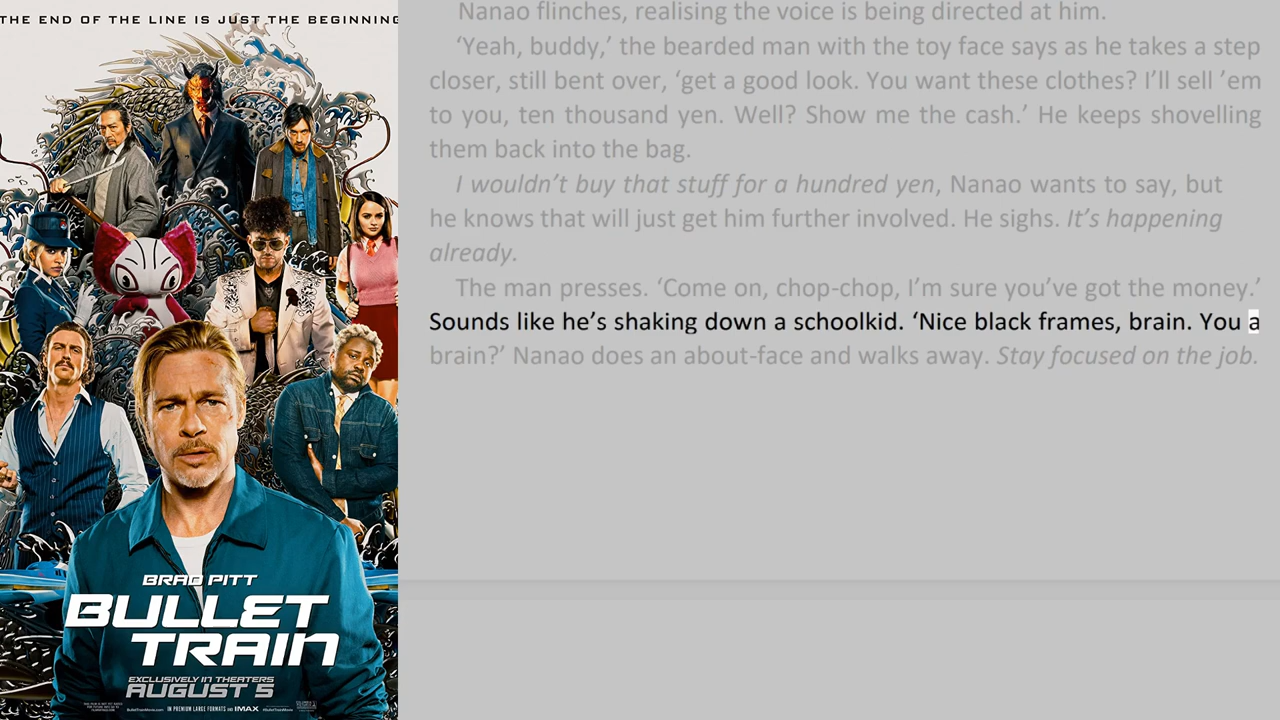 THE END OF THE LINE IS JUST THE BEGINNING
BRAD PITT
BULLET
TRAIN
EXCLUSIVELY IN THEATERS
AUGUST 5
BulletTrainMovie.com
IN PREMIUM LARGE FORMATS AND IMAX
#BulletTrainMovie
Nanao flinches, realising the voice is being directed at him.
‘Yeah, buddy,’ the bearded man with the toy face says as he takes a step
closer, still bent over, ‘get a good look. You want these clothes? I’ll sell ’em
to you, ten thousand yen. Well? Show me the cash.’ He keeps shovelling
them back into the bag.
I wouldn’t buy that stuff for a hundred yen, Nanao wants to say, but
he knows that will just get him further involved. He sighs. It’s happening
already.
The man presses. ‘Come on, chop-chop, I’m sure you’ve got the money.’
Sounds like he’s shaking down a schoolkid. ‘Nice black frames, brain. You a
brain?’ Nanao does an about-face and walks away. Stay focused on the job.